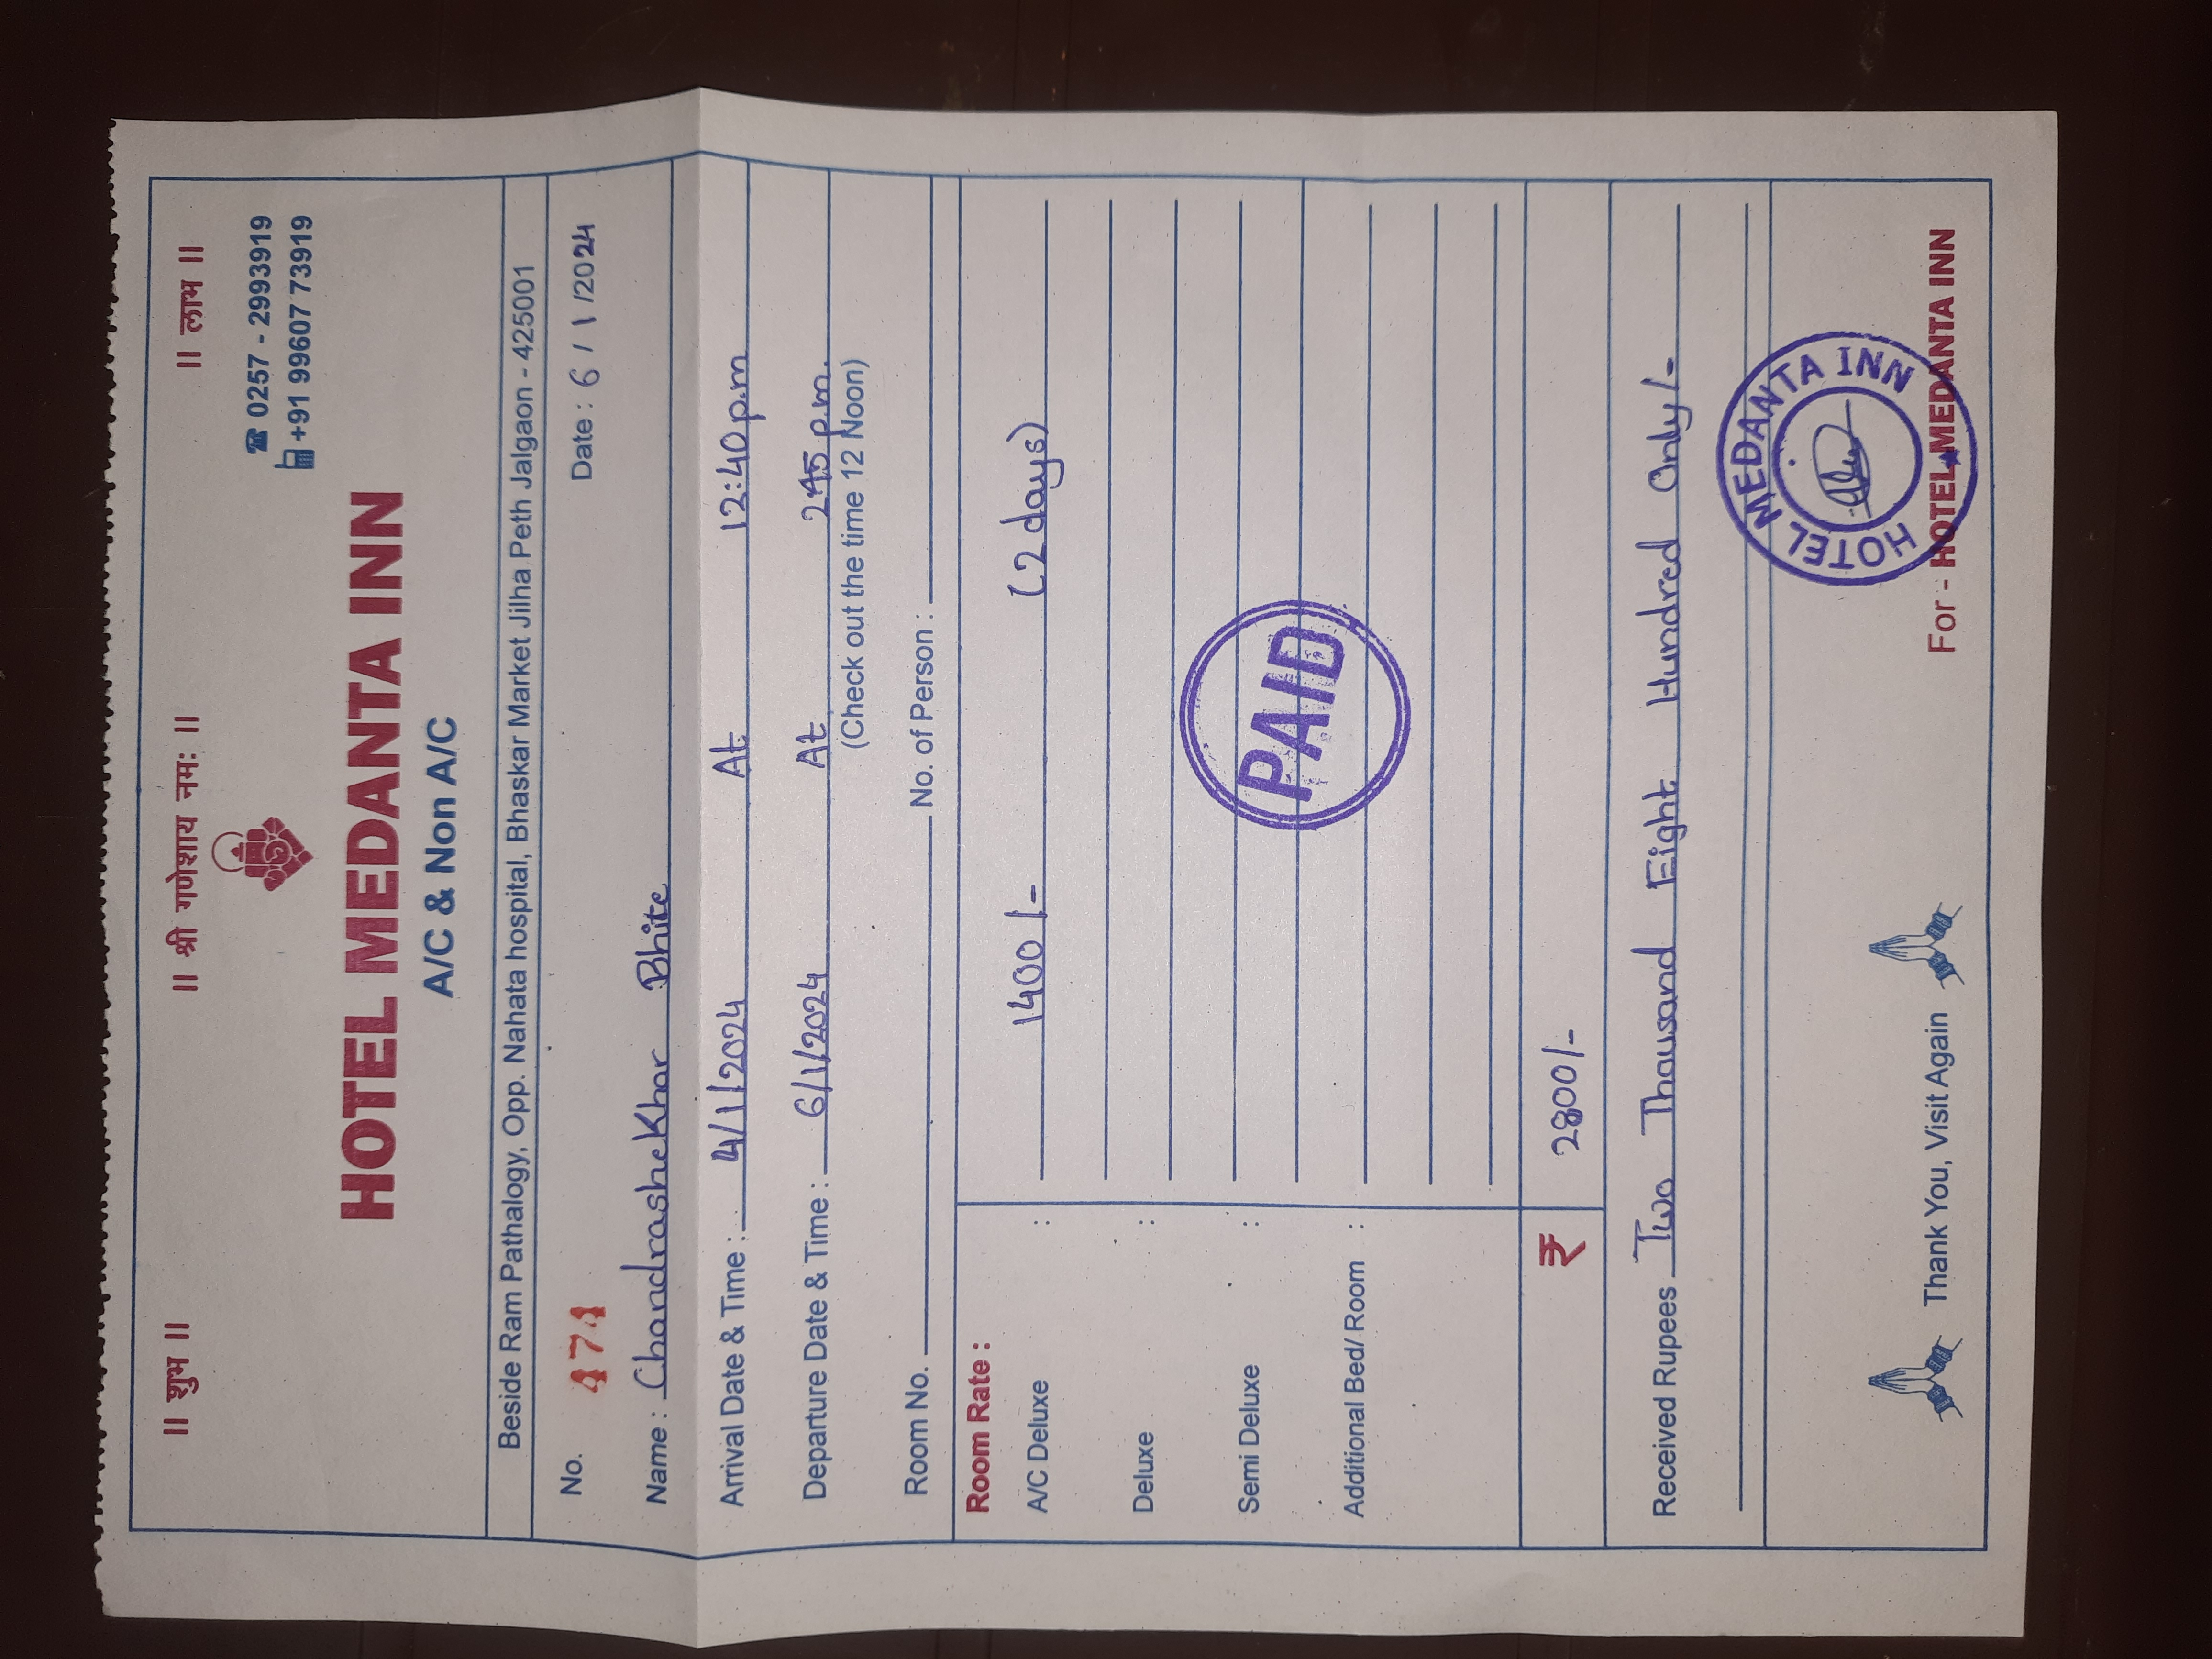 ॥ शुभ ॥ ॥ श्री गणेशाय नमः ॥ ॥ लाभ ॥
☎ 0257 - 2993919
+91 99607 73919
HOTEL MEDANTA INN
A/C & Non A/C
Beside Ram Pathalogy, Opp. Nahata hospital, Bhaskar Market Jilha Peth Jalgaon - 425001
No. 474 Date : 6 / 1 /2024
Name : Chandrashekhar Bhite
Arrival Date & Time : 4/1/2024 At 12:40 p.m
Departure Date & Time : 6/1/2024 At 2:45 p.m.
(Check out the time 12 Noon)
Room No. No. of Person :
Room Rate :
A/C Deluxe : 1400/- (2 days)
Deluxe :
Semi Deluxe :
PAID
Additional Bed/ Room :
₹ 2800/-
Received Rupees Two Thousand Eight Hundred Only/-
HOTEL MEDANTA INN
Thank You, Visit Again
For - HOTEL MEDANTA INN